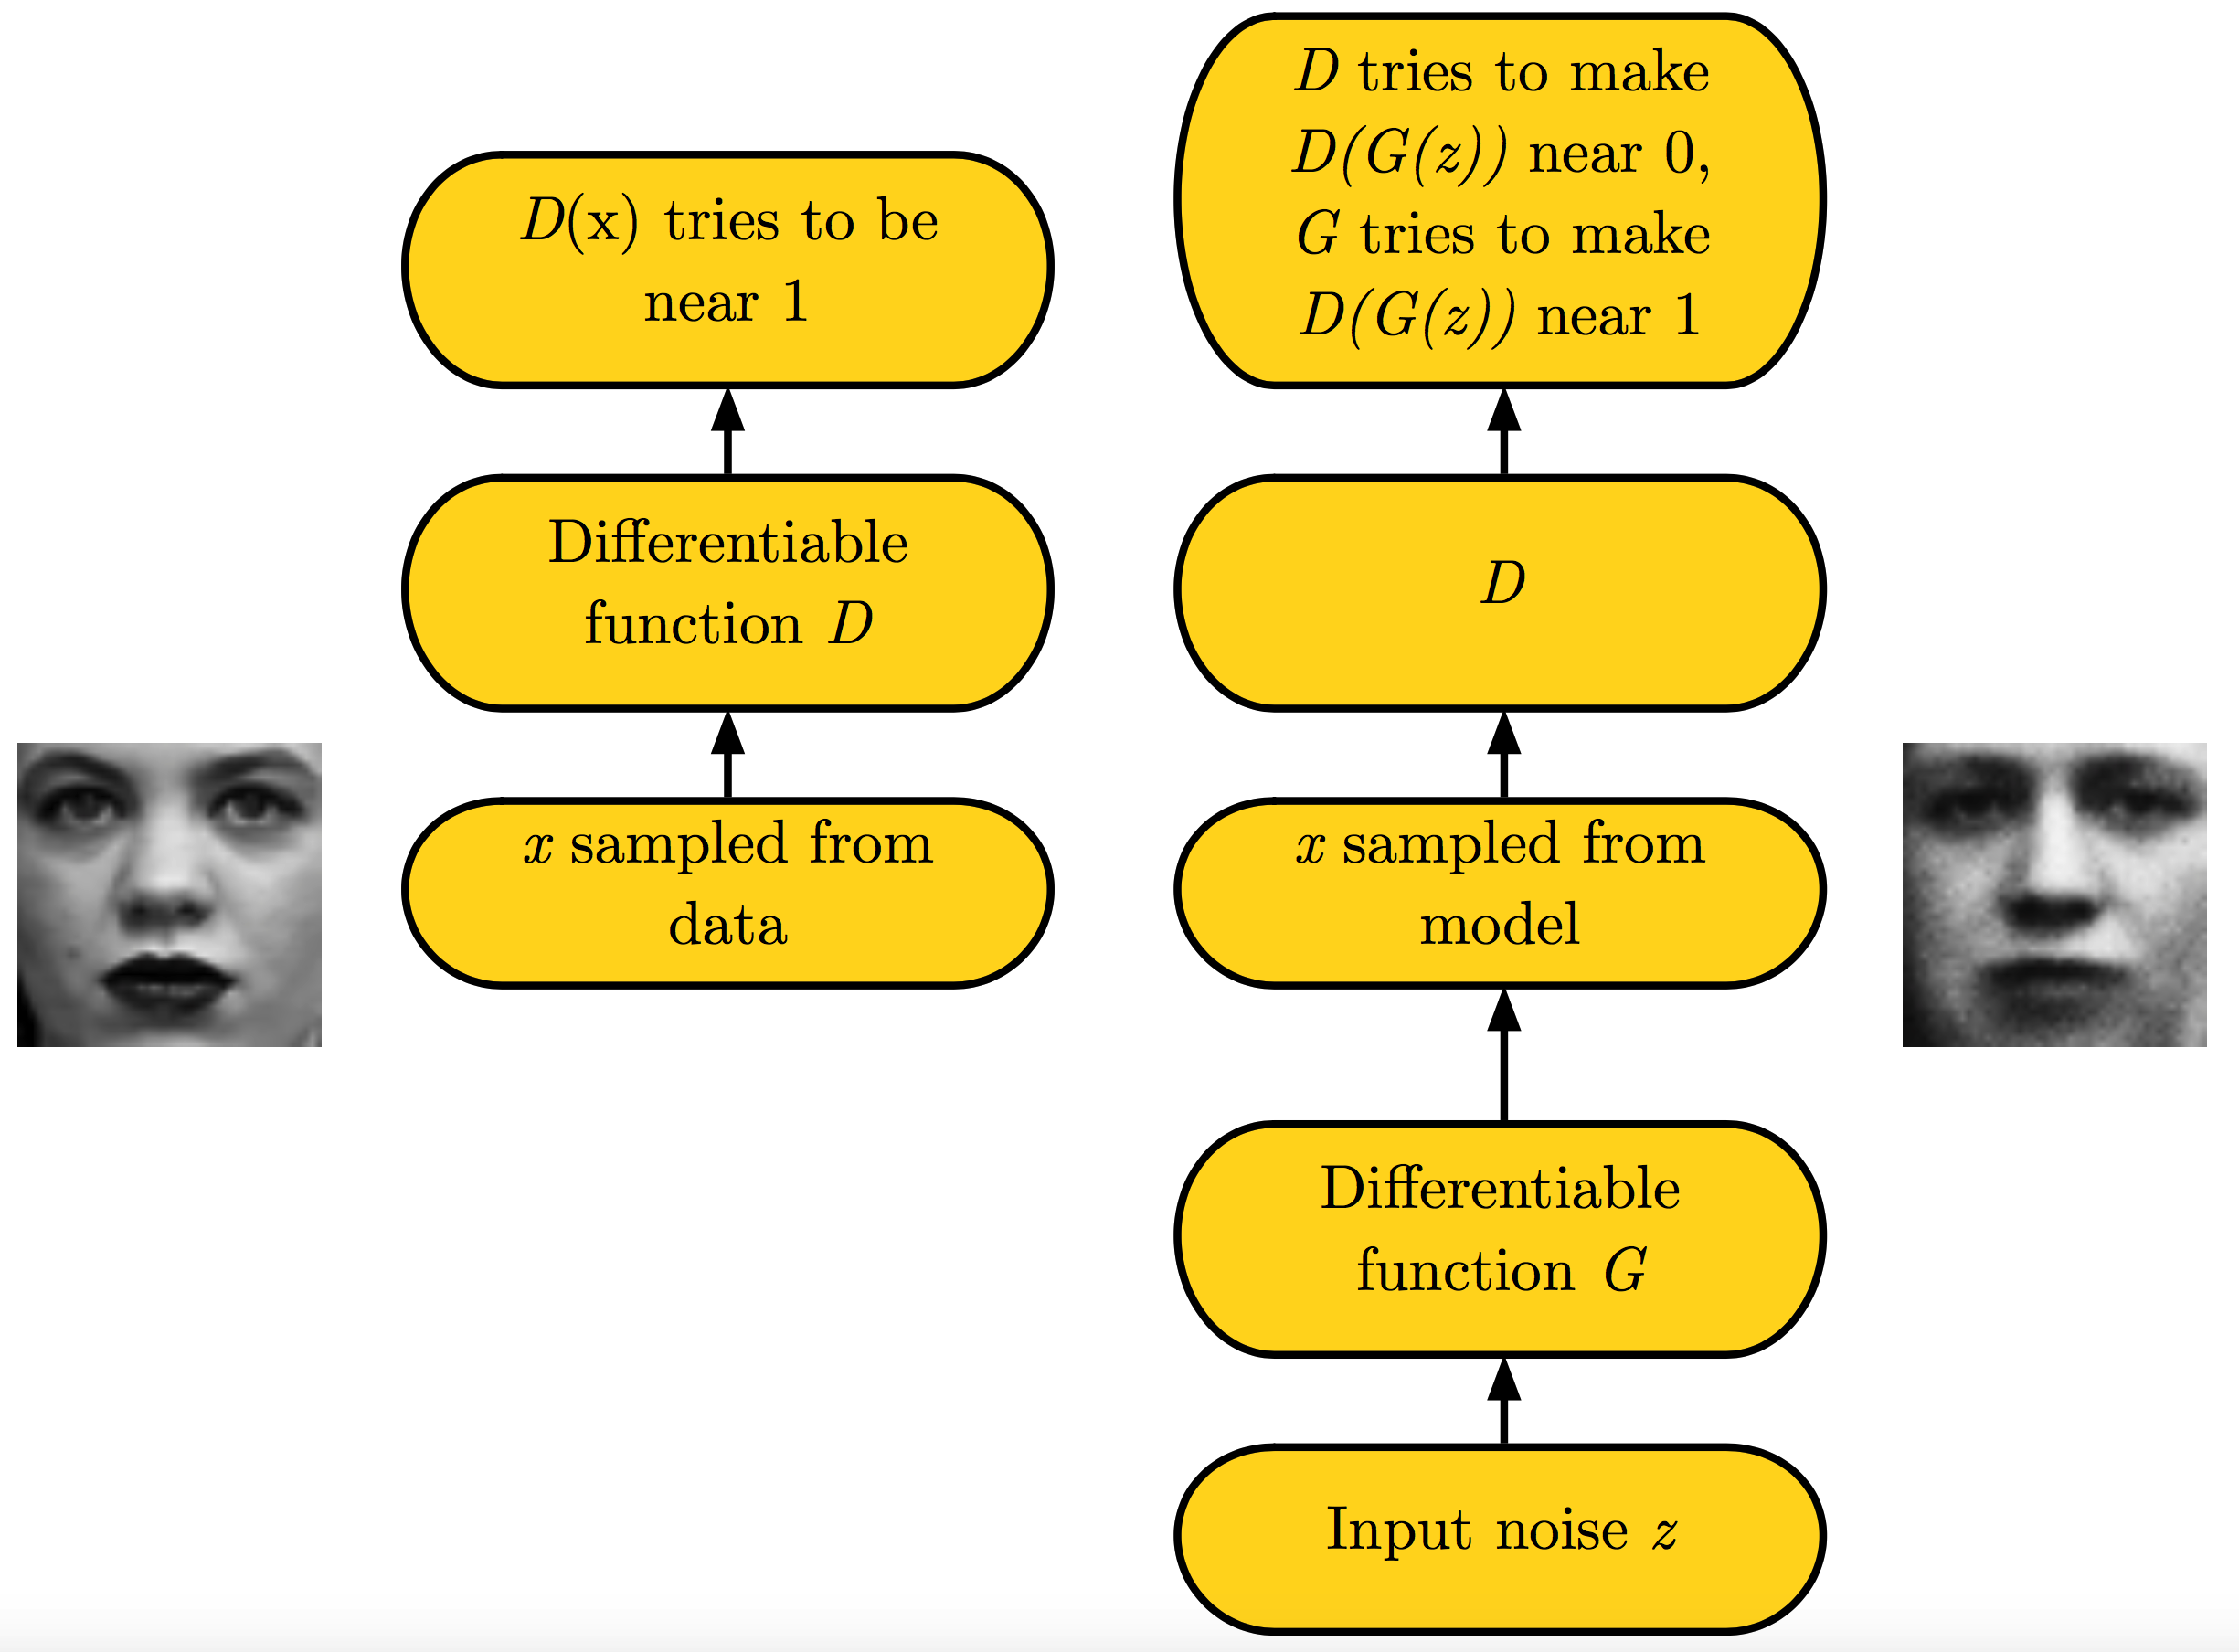 D(x) tries to be
near 1
Differentiable
function D
x sampled from
data
D tries to make
D(G(z)) near 0,
G tries to make
D(G(z)) near 1
D
x sampled from
model
Differentiable
function G
Input noise z